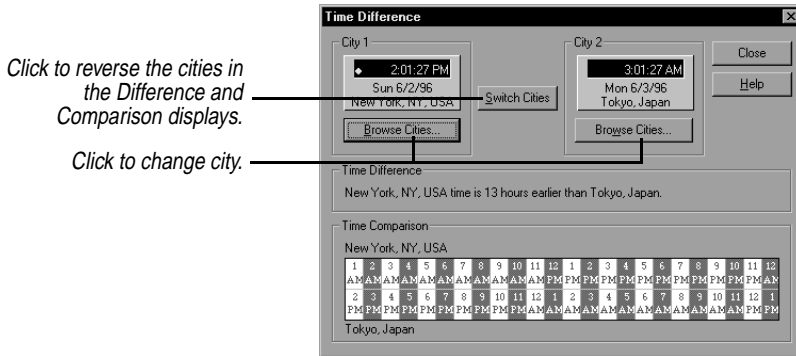 Time Difference
Click to reverse the cities in
the Difference and
Comparison displays.
Click to change city.
City 1
2:01:27 PM
Sun 6/2/96
New York, NY, USA
Browse Cities...
Switch Cities
City 2
3:01:27 AM
Mon 6/3/96
Tokyo, Japan
Browse Cities...
Close
Help
Time Difference
New York, NY, USA time is 13 hours earlier than Tokyo, Japan.
Time Comparison
New York, NY, USA
1 2 3 4 5 6 7 8 9 10 11 12 1 2 3 4 5 6 7 8 9 10 11 12
AM AM AM AM AM AM AM AM AM AM AM PM PM PM PM PM PM PM PM PM PM PM PM AM
2 3 4 5 6 7 8 9 10 11 12 1 2 3 4 5 6 7 8 9 10 11 12 1
PM PM PM PM PM PM PM PM PM PM AM AM AM AM AM AM AM AM AM AM AM AM PM PM
Tokyo, Japan